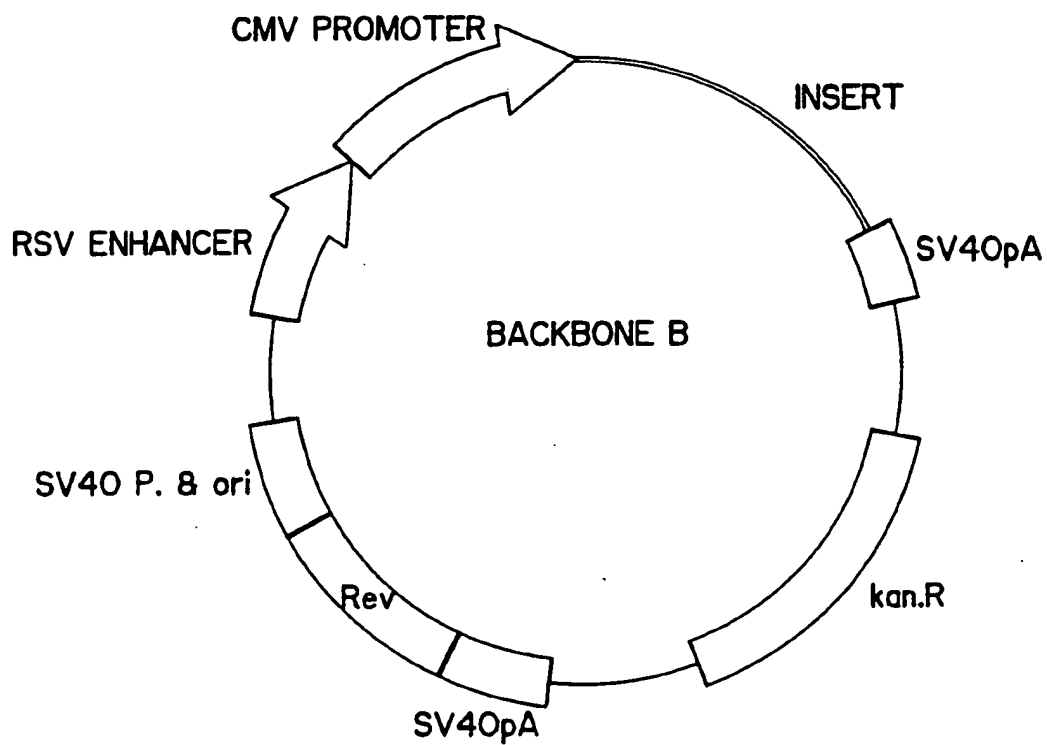 CMV PROMOTER
INSERT
RSV ENHANCER
SV40pA
BACKBONE B
SV40 P. & ori
Rev
kan.R
SV40pA